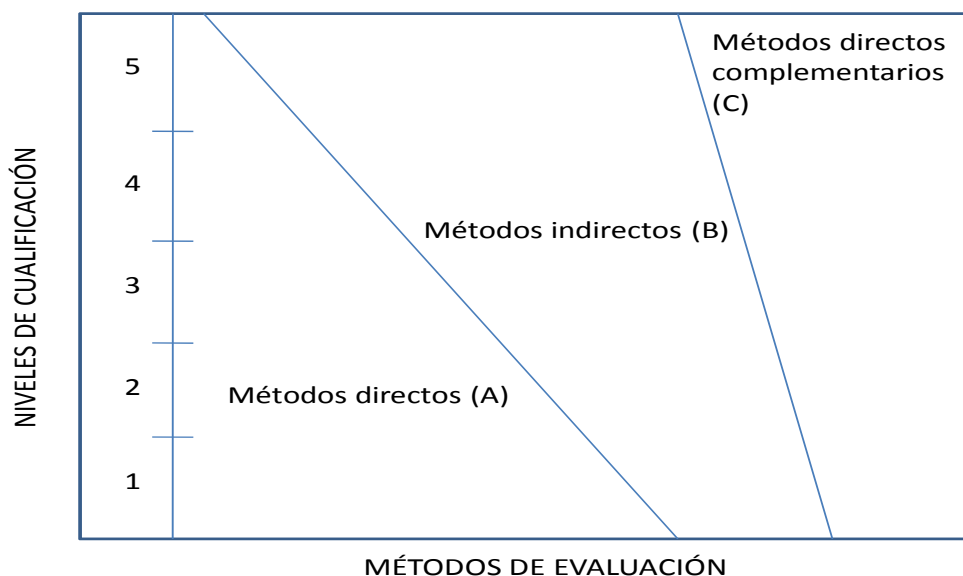 NIVELES DE CUALIFICACIÓN
5
4
3
2
1
Métodos directos
complementarios
(C)
Métodos indirectos (B)
Métodos directos (A)
MÉTODOS DE EVALUACIÓN